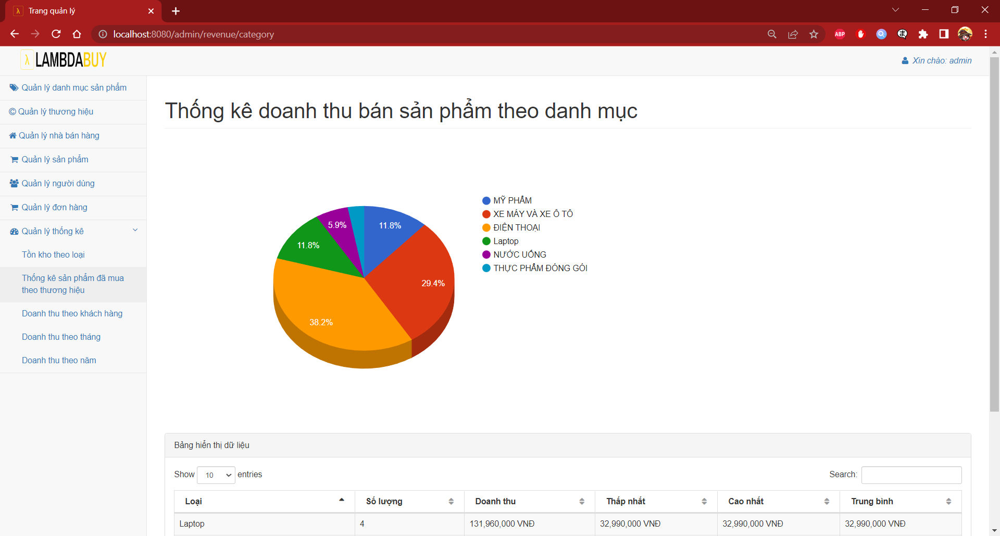 λ Trang quản lý
localhost:8080/admin/revenue/category
ABP
ま
λ LAMBDABUY
Xin chào: admin
Quản lý danh mục sản phẩm
Quản lý thương hiệu
Quản lý nhà bán hàng
Quản lý sản phẩm
Quản lý người dùng
Quản lý đơn hàng
Quản lý thống kê
Tồn kho theo loại
Thống kê sản phẩm đã mua
theo thương hiệu
Doanh thu theo khách hàng
Doanh thu theo tháng
Doanh thu theo năm
Thống kê doanh thu bán sản phẩm theo danh mục
11.8%
29.4%
38.2%
11.8%
5.9%
MỸ PHẨM
XE MÁY VÀ XE Ô TÔ
ĐIỆN THOẠI
Laptop
NƯỚC UỐNG
THỰC PHẨM ĐÓNG GÓI
Bảng hiển thị dữ liệu
Show 10 entries
Search:
Loại Số lượng Doanh thu Thấp nhất Cao nhất Trung bình
Laptop 4 131,960,000 VNĐ 32,990,000 VNĐ 32,990,000 VNĐ 32,990,000 VNĐ